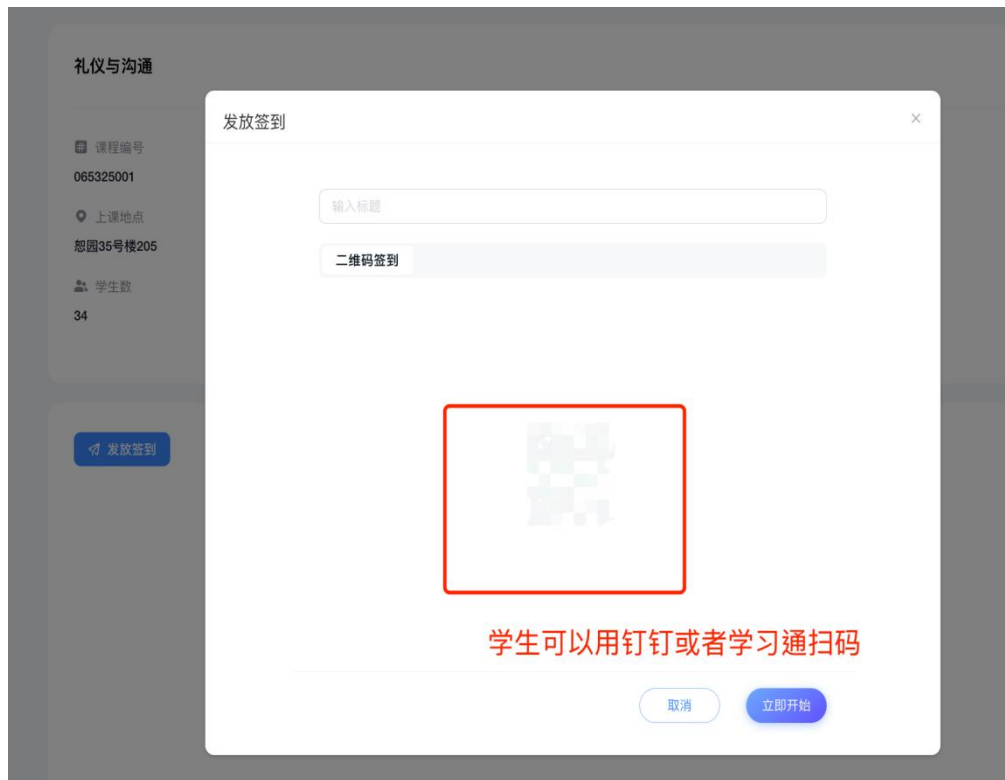 礼仪与沟通
发放签到
课程编号
065325001
输入标题
上课地点
恕园35号楼205
二维码签到
学生数
34
发放签到
学生可以用钉钉或者学习通扫码
取消
立即开始